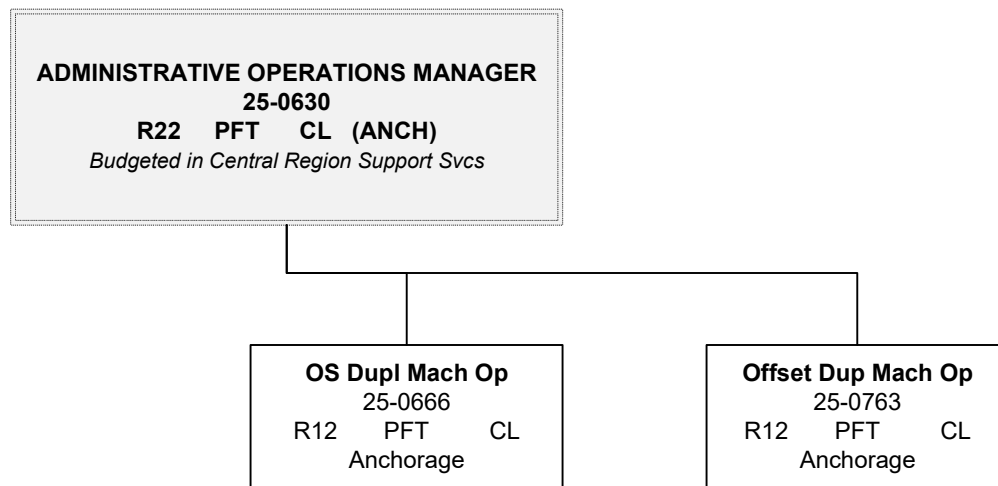 ADMINISTRATIVE OPERATIONS MANAGER
25-0630
R22 PFT CL (ANCH)
Budgeted in Central Region Support Svcs
OS Dupl Mach Op
25-0666
R12 PFT CL
Anchorage
Offset Dup Mach Op
25-0763
R12 PFT CL
Anchorage